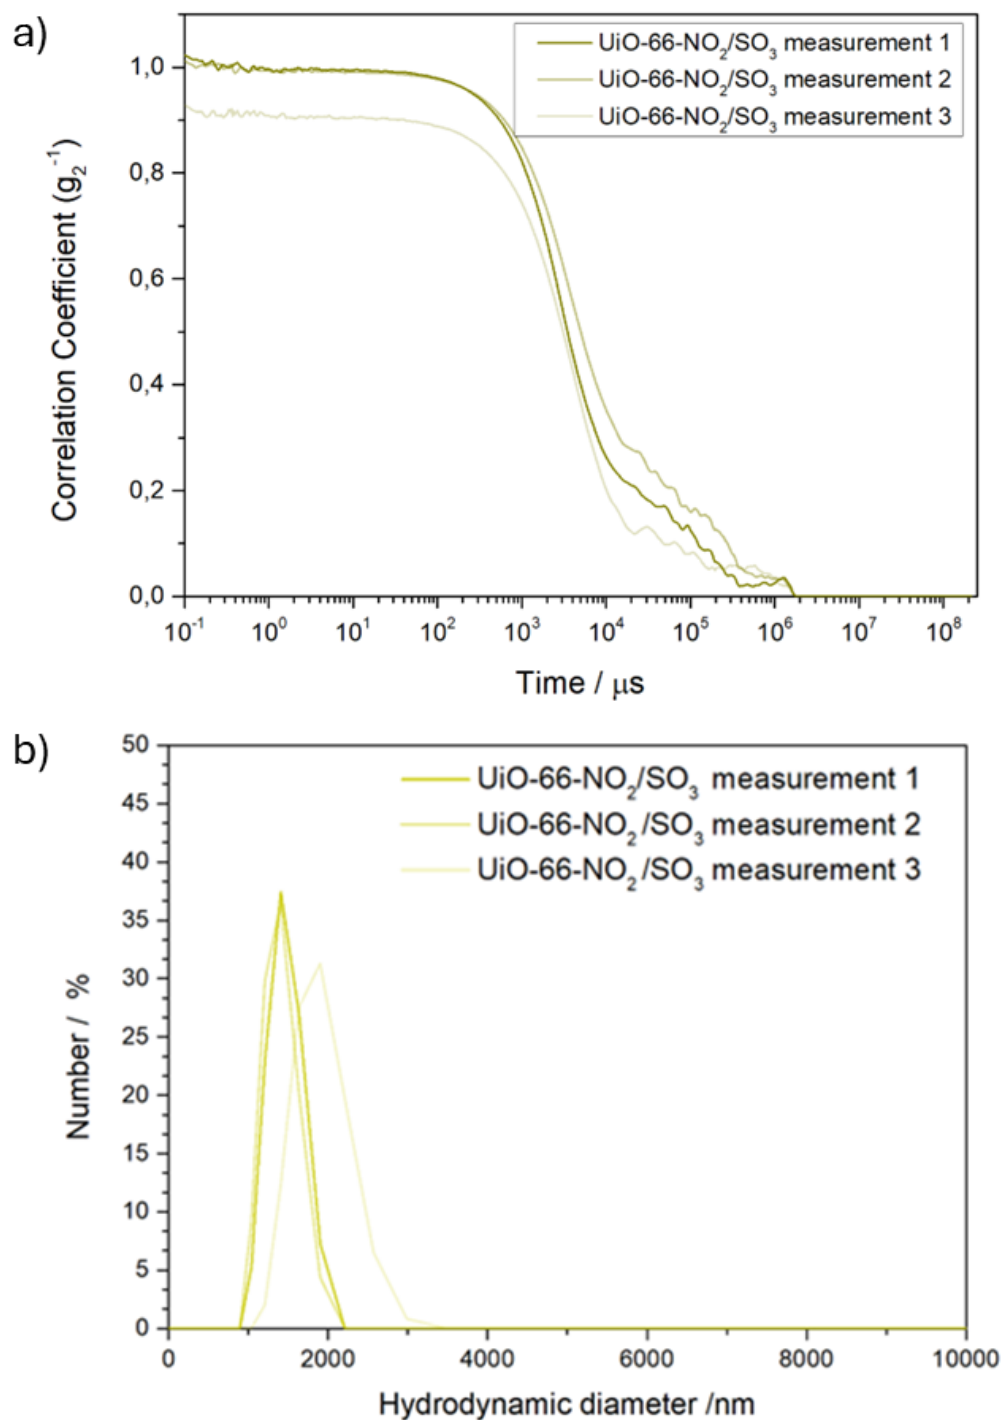 a)
UiO-66-NO₂/SO₃ measurement 1
UiO-66-NO₂/SO₃ measurement 2
UiO-66-NO₂/SO₃ measurement 3
1,0
0,8
0,6
0,4
0,2
0,0
Correlation Coefficient (g₂⁻¹)
10⁻¹ 10⁰ 10¹ 10² 10³ 10⁴ 10⁵ 10⁶ 10⁷ 10⁸
Time / μs
b)
UiO-66-NO₂/SO₃ measurement 1
UiO-66-NO₂/SO₃ measurement 2
UiO-66-NO₂/SO₃ measurement 3
50
45
40
35
30
25
20
15
10
5
0
Number / %
0 2000 4000 6000 8000 10000
Hydrodynamic diameter /nm